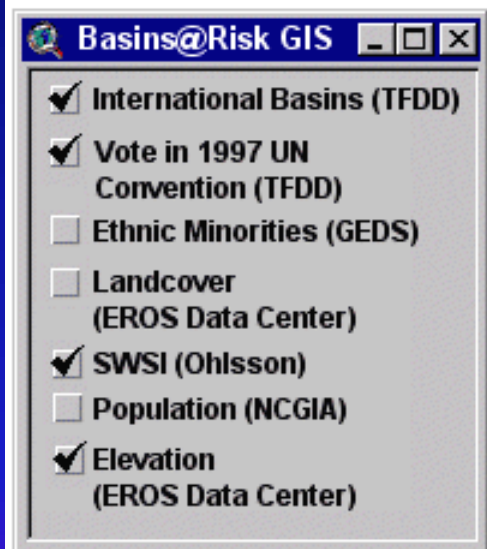 Basins@Risk GIS
International Basins (TFDD)
Vote in 1997 UN
Convention (TFDD)
Ethnic Minorities (GEDS)
Landcover
(EROS Data Center)
SWSI (Ohlsson)
Population (NCGIA)
Elevation
(EROS Data Center)